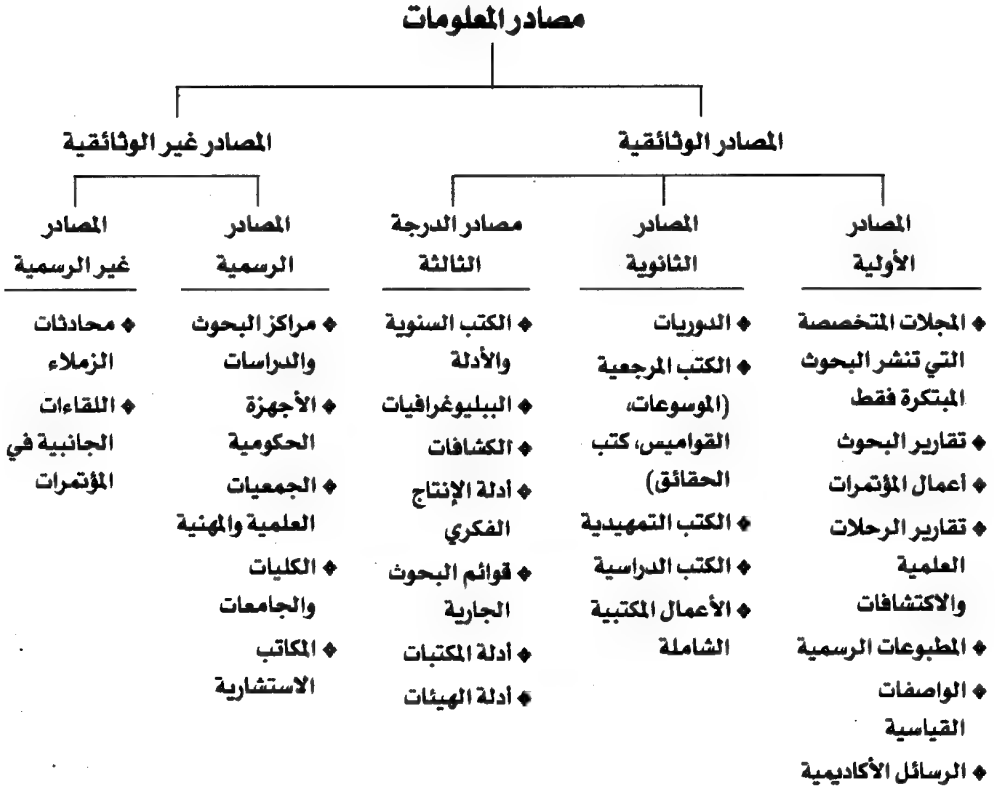 مصادر المعلومات
المصادر الوثائقية
المصادر غير الوثائقية
المصادر
الأولية
❖ المجلات المتخصصة
التي تنشر البحوث
المبتكرة فقط
❖ تقارير البحوث
❖ أعمال المؤتمرات
❖ تقارير الرحلات
العلمية
والاكتشافات
❖ المطبوعات الرسمية
❖ الواصفات
القياسية
❖ الرسائل الأكاديمية
المصادر
الثانوية
❖ الدوريات
❖ الكتب المرجعية
(الموسوعات،
القواميس، كتب
الحقائق)
❖ الكتب التمهيدية
❖ الكتب الدراسية
❖ الأعمال المكتبية
الشاملة
مصادر الدرجة
الثالثة
❖ الكتب السنوية
والأدلة
❖ الببليوغرافيات
❖ الكشافات
❖ أدلة الإنتاج
الفكري
❖ قوائم البحوث
الجارية
❖ أدلة المكتبات
❖ أدلة الهيئات
المصادر
الرسمية
❖ مراكز البحوث
والدراسات
❖ الأجهزة
الحكومية
❖ الجمعيات
العلمية والمهنية
❖ الكليات
والجامعات
❖ المكاتب
الاستشارية
المصادر
غير الرسمية
❖ محادثات
الزملاء
❖ اللقاءات
الجانبية في
المؤتمرات